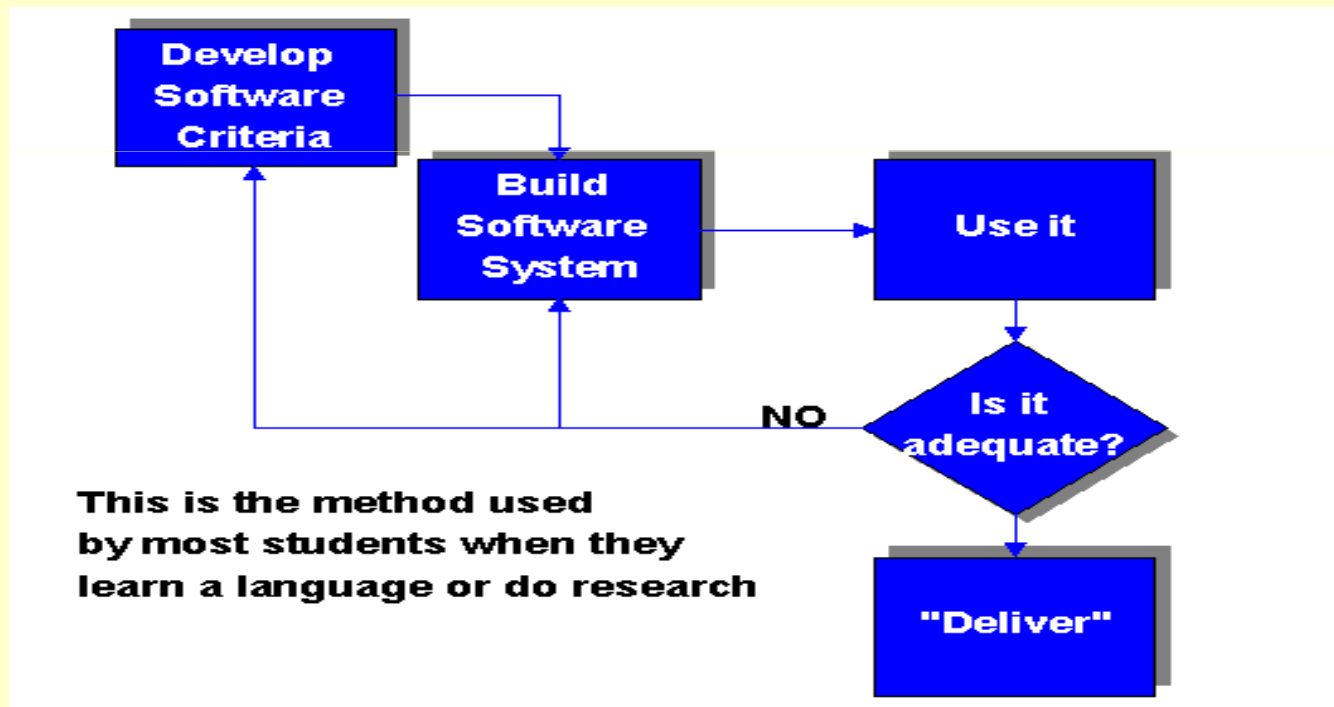 Develop
Software
Criteria
Build
Software
System
Use it
Is it
adequate?
NO
This is the method used
by most students when they
learn a language or do research
"Deliver"